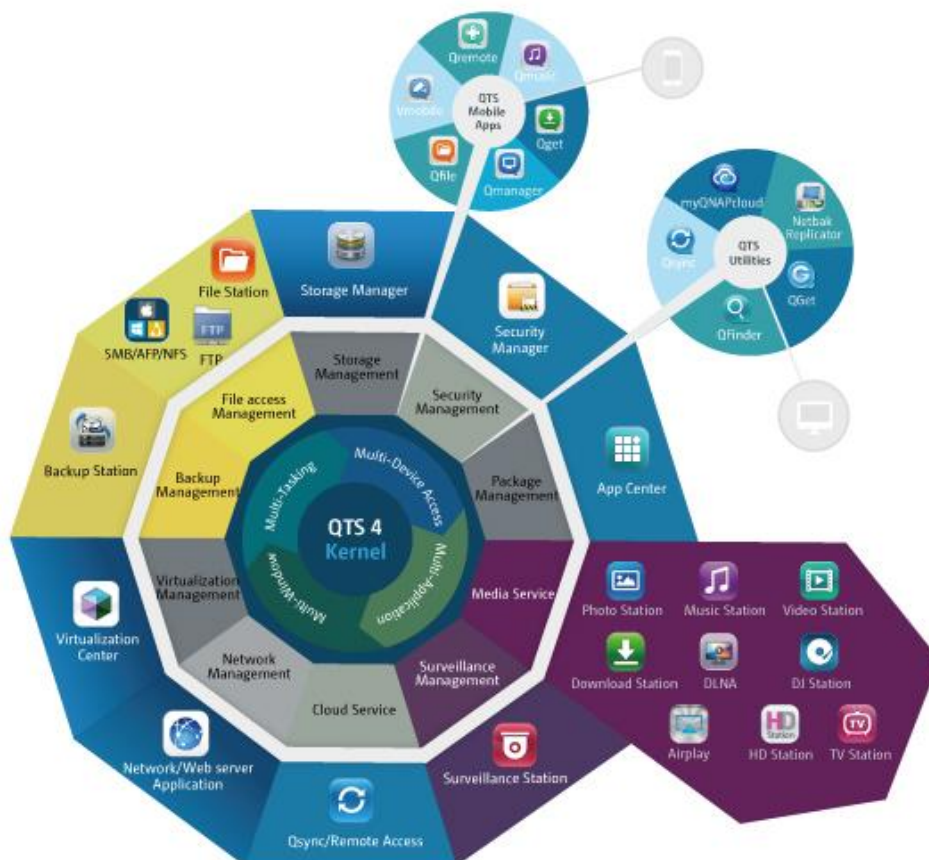 Qremote
Qmusic
Vmobile
QTS
Mobile
Apps
Qget
Qfile
Qmanager
myQNAPcloud
Netbak
Replicator
Qsync
QTS
Utilities
QGet
QFinder
File Station
Storage Manager
SMB/AFP/NFS
FTP
FTP
Security
Manager
Backup Station
App Center
Storage
Management
File access
Management
Security
Management
Backup
Management
Package
Management
Multi-Tasking
Multi-Device Access
QTS 4
Kernel
Multi-Window
Multi-Application
Virtualization
Management
Media Service
Network
Management
Surveillance
Management
Cloud Service
Virtualization
Center
Network/Web server
Application
Qsync/Remote Access
Surveillance Station
Photo Station
Music Station
Video Station
Download Station
DLNA
DJ Station
Airplay
HD
Station
HD Station
TV
TV Station